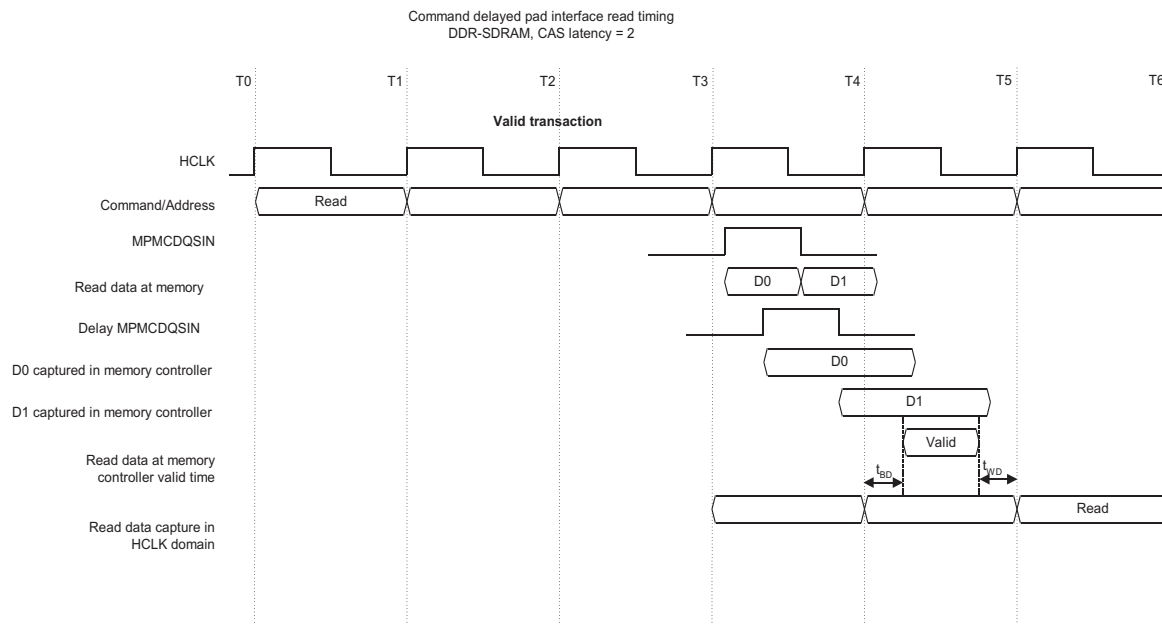 Command delayed pad interface read timing
DDR-SDRAM, CAS latency = 2
T0 T1 T2 T3 T4 T5 T6
Valid transaction
HCLK
Command/Address Read
MPMCDQSIN
Read data at memory D0 D1
Delay MPMCDQSIN
D0 captured in memory controller D0
D1 captured in memory controller D1
Valid
Read data at memory
controller valid time
tBD tWD
Read data capture in
HCLK domain
Read